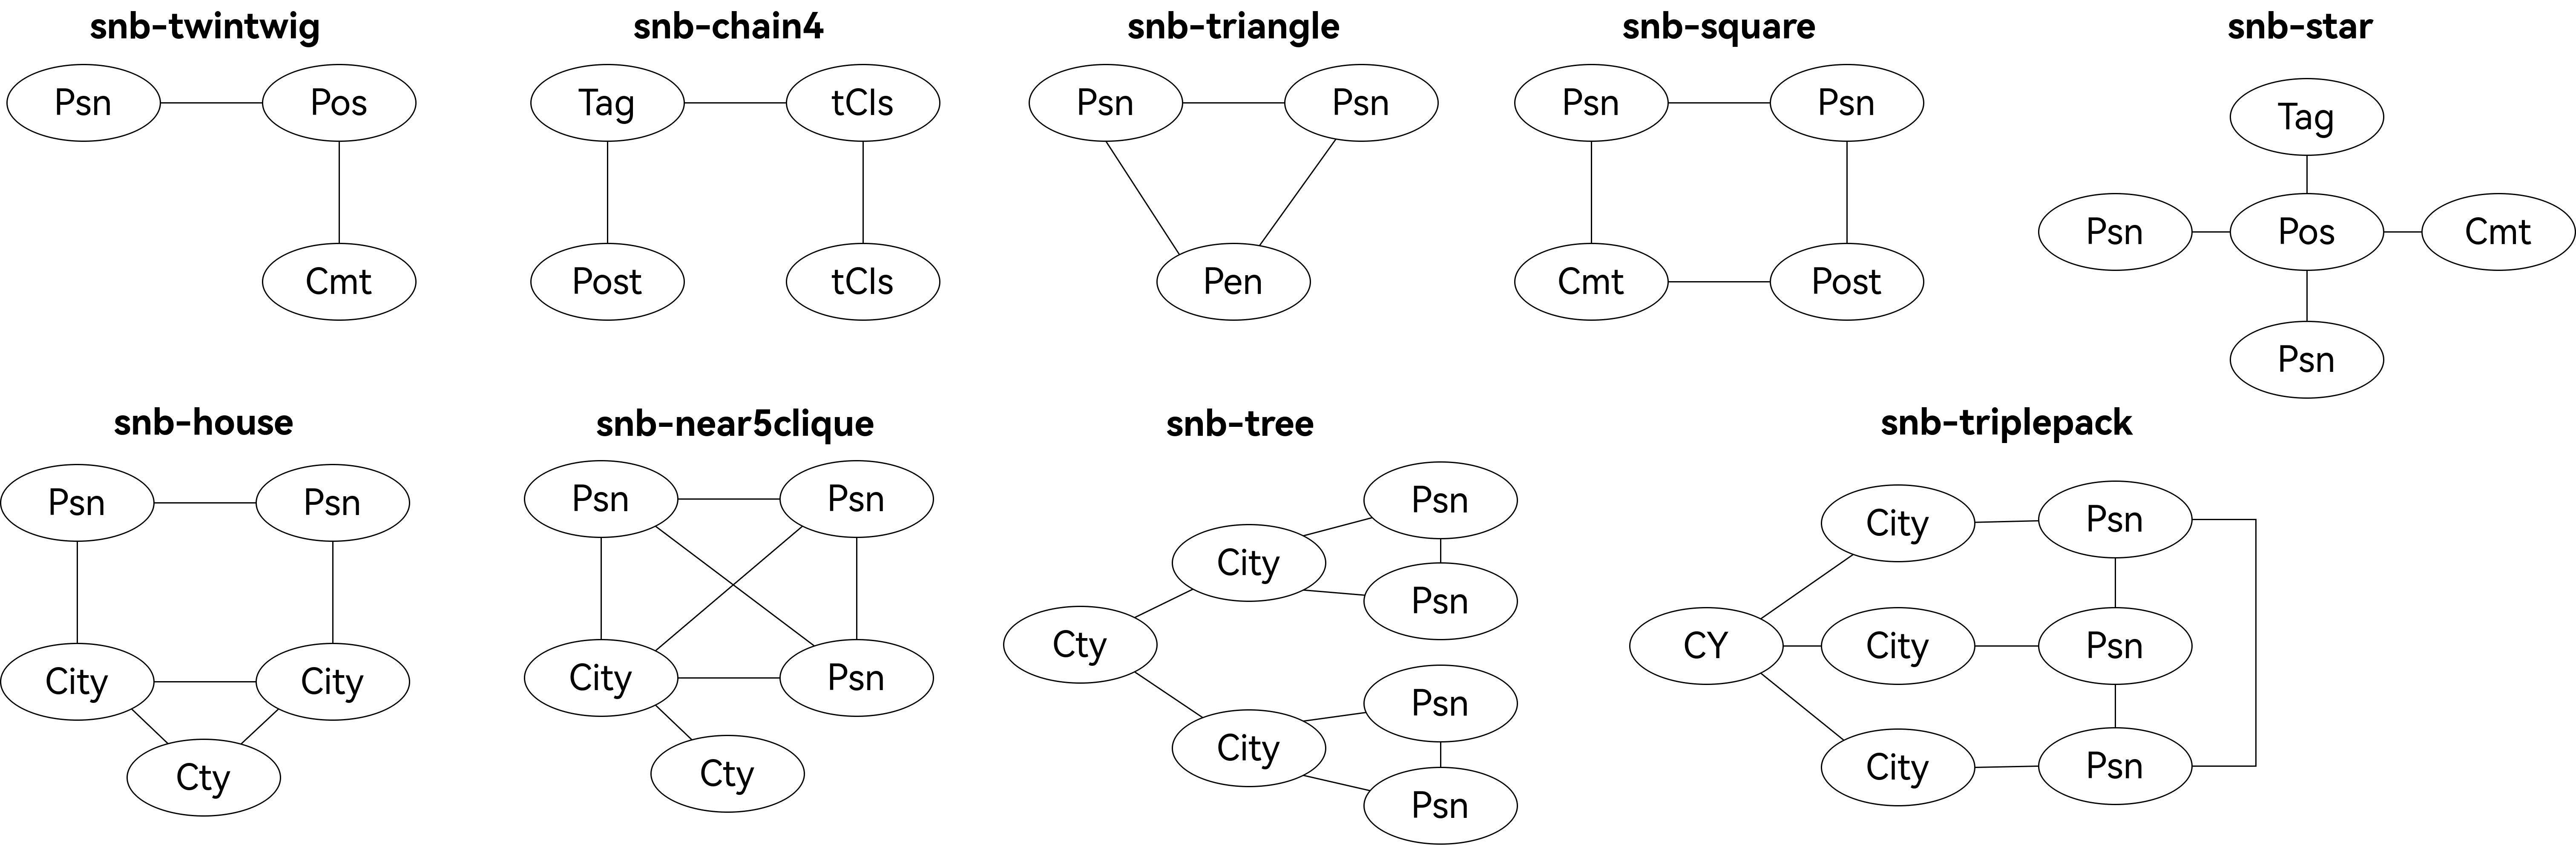 snb-twintwig
Psn
Pos
Cmt
snb-chain4
Tag
tCls
Post
tCls
snb-triangle
Psn
Psn
Pen
snb-square
Psn
Psn
Cmt
Post
snb-star
Tag
Psn
Pos
Cmt
Psn
snb-house
Psn
Psn
City
City
Cty
snb-near5clique
Psn
Psn
City
Psn
Cty
snb-tree
Psn
City
Psn
Cty
Psn
City
Psn
snb-triplepack
City
Psn
CY
City
Psn
City
Psn